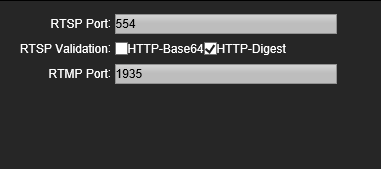 RTSP Port: 554
RTSP Validation: HTTP-Base64 HTTP-Digest
RTMP Port: 1935